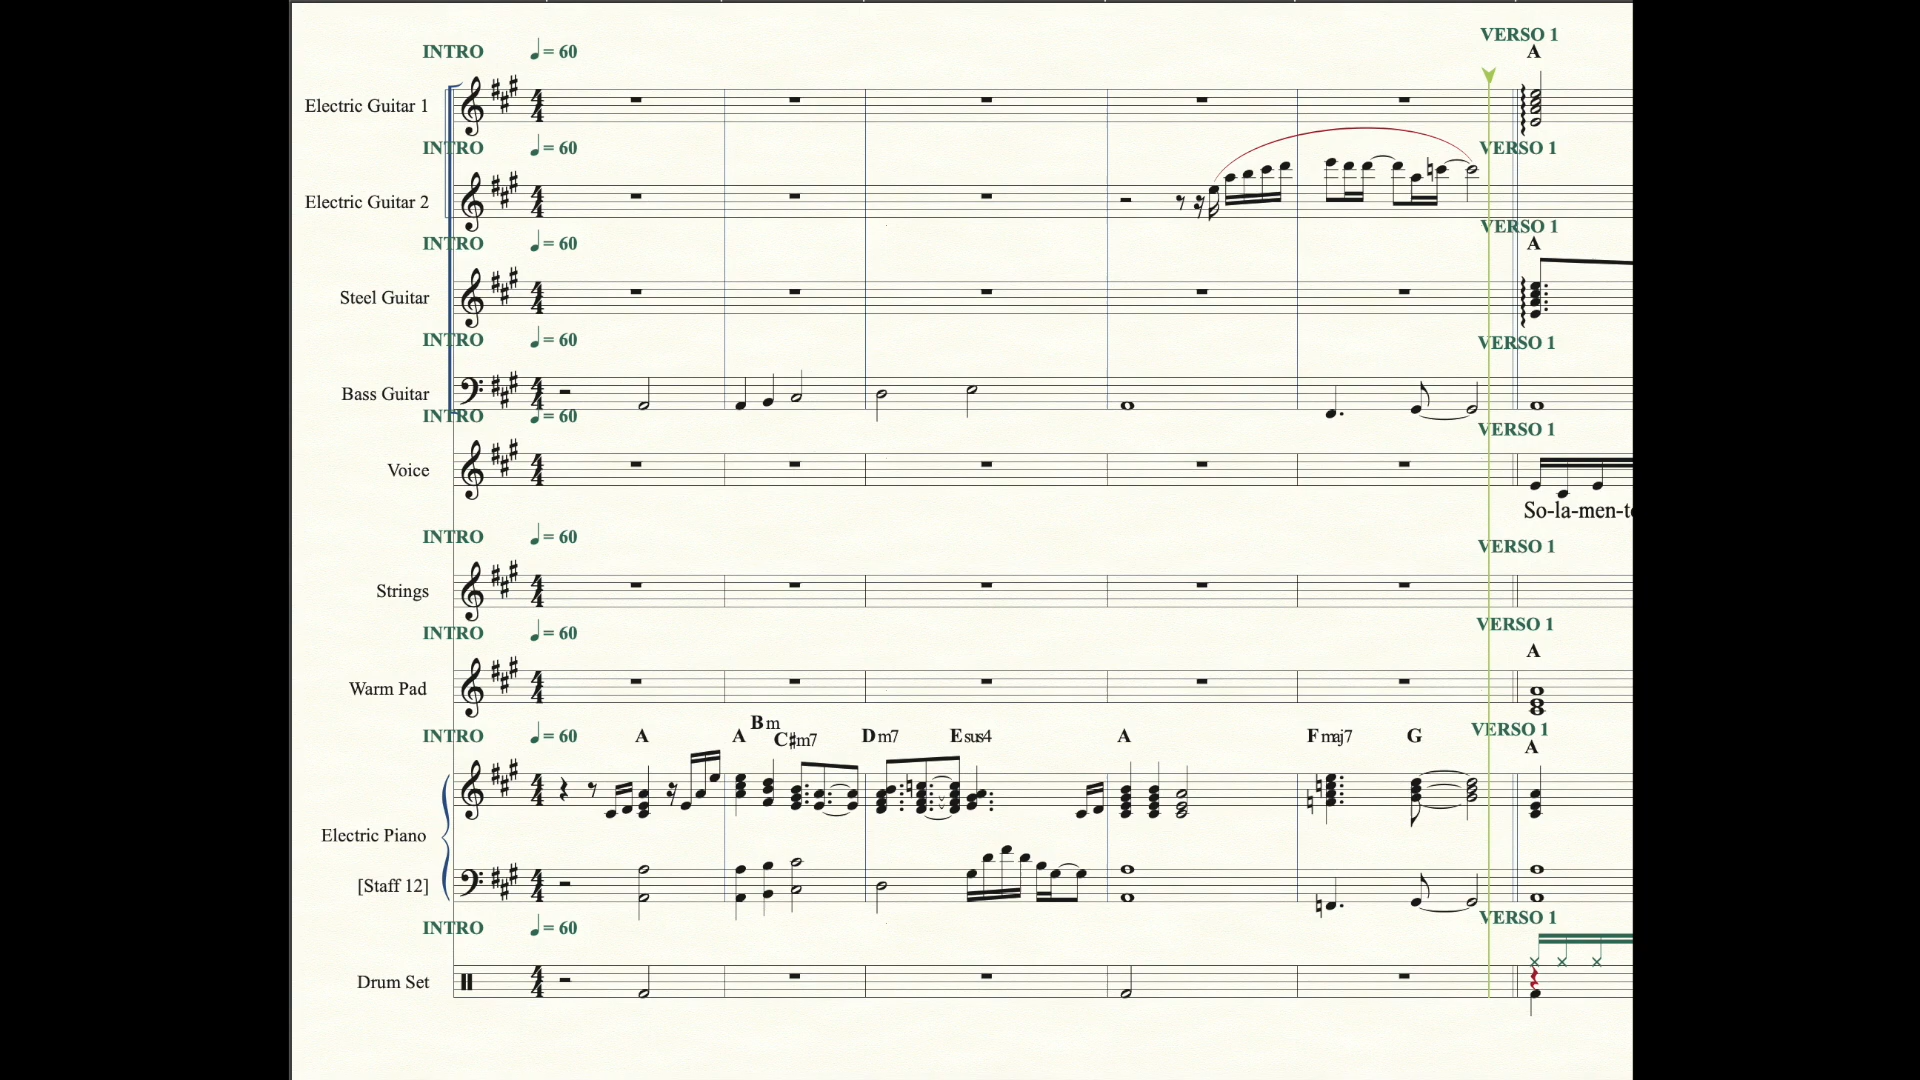 VERSO 1
INTRO ♩= 60 A
Electric Guitar 1
INTRO ♩= 60 VERSO 1
Electric Guitar 2
VERSO 1
INTRO ♩= 60 A
Steel Guitar
INTRO ♩= 60 VERSO 1
Bass Guitar
INTRO ♩= 60 VERSO 1
Voice
So-la-men-t
INTRO ♩= 60 VERSO 1
Strings
INTRO ♩= 60 VERSO 1
A
Warm Pad
INTRO ♩= 60 A A Bm C#m7 Dm7 Esus4 A Fmaj7 G VERSO 1
A
Electric Piano
[Staff 12]
INTRO ♩= 60 VERSO 1
Drum Set